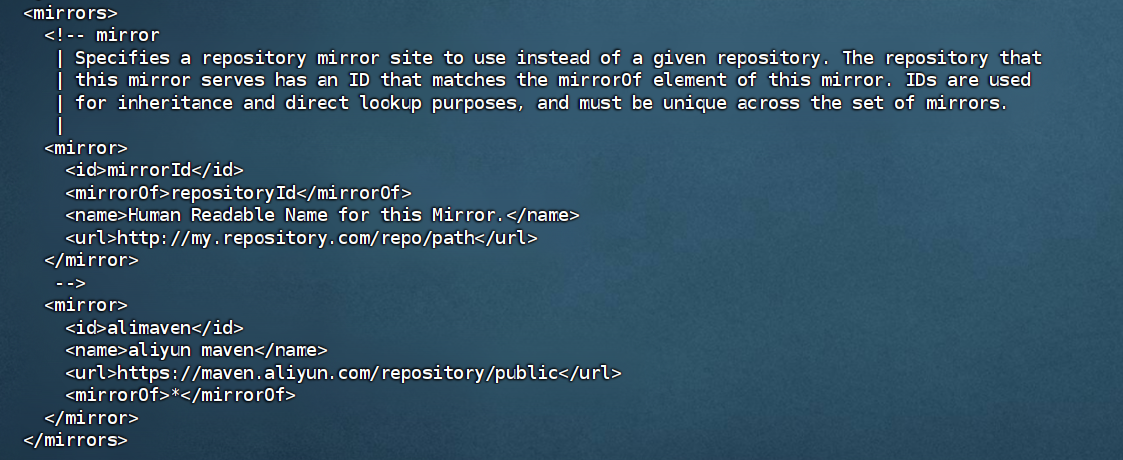 <mirrors>
  <!-- mirror
   | Specifies a repository mirror site to use instead of a given repository. The repository that
   | this mirror serves has an ID that matches the mirrorOf element of this mirror. IDs are used
   | for inheritance and direct lookup purposes, and must be unique across the set of mirrors.
   |
  <mirror>
    <id>mirrorId</id>
    <mirrorOf>repositoryId</mirrorOf>
    <name>Human Readable Name for this Mirror.</name>
    <url>http://my.repository.com/repo/path</url>
  </mirror>
   -->
  <mirror>
    <id>alimaven</id>
    <name>aliyun maven</name>
    <url>https://maven.aliyun.com/repository/public</url>
    <mirrorOf>*</mirrorOf>
  </mirror>
</mirrors>